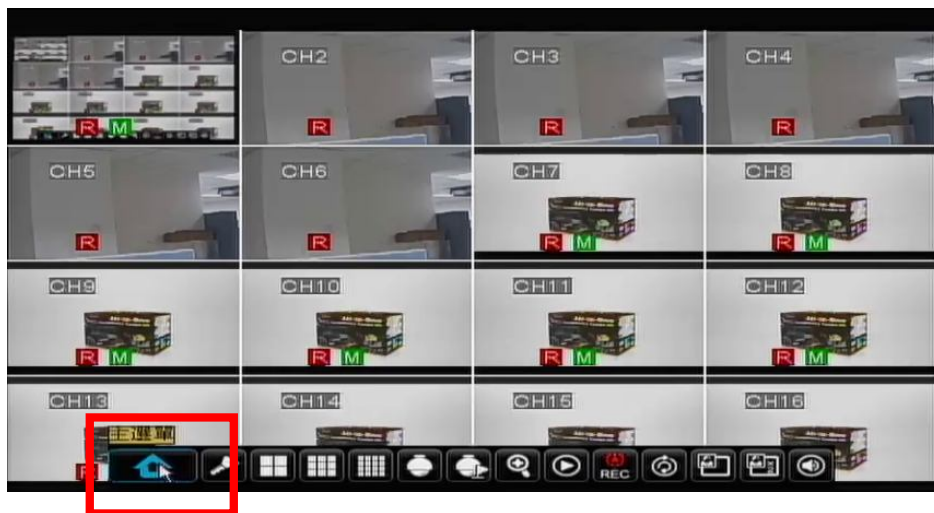 R M
CH2
R
CH3
R
CH4
R
CH5
R
CH6
R
CH7
R M
CH8
R M
CH9
R M
CH10
R M
CH11
R M
CH12
R M
CH13
R
CH14
CH15
CH16
REC